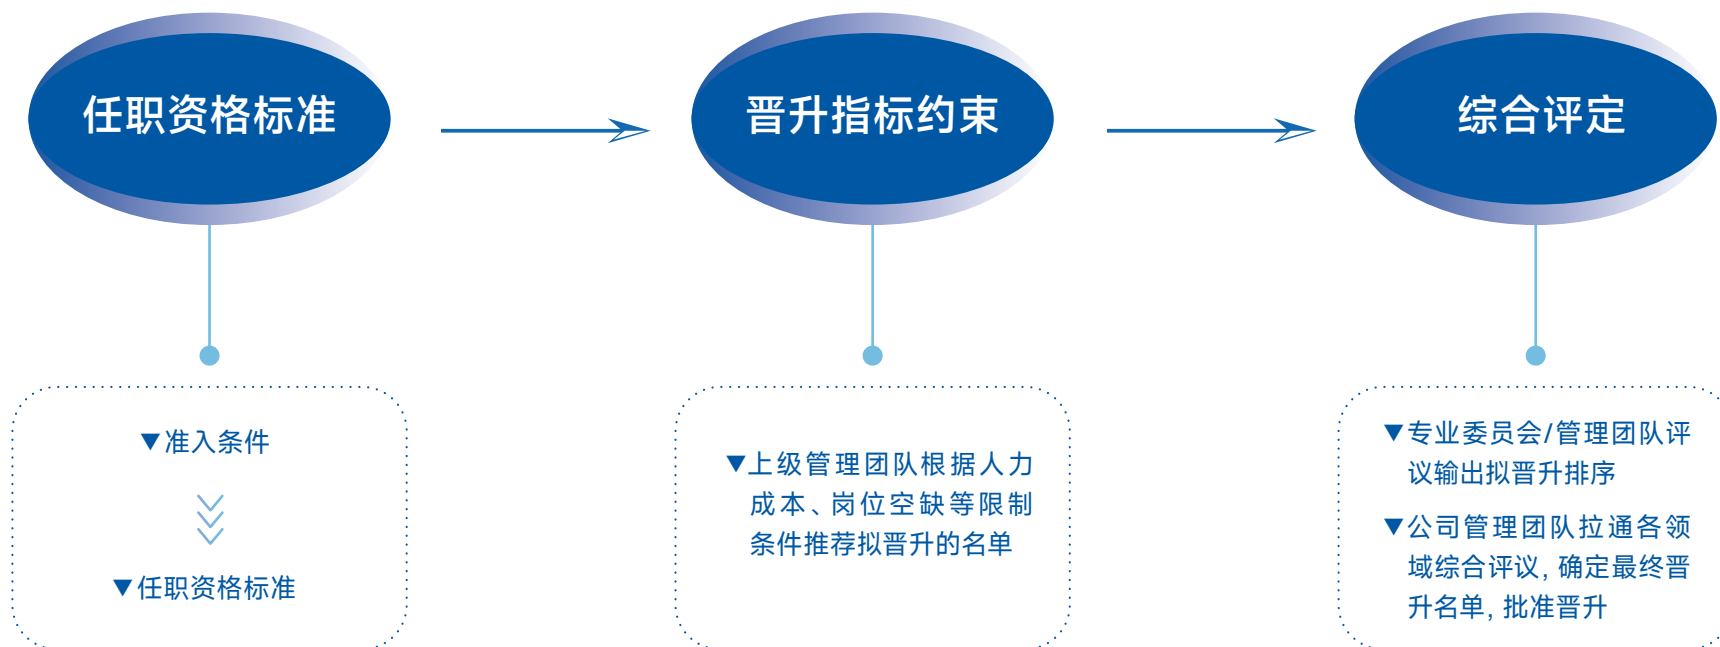 任职资格标准
晋升指标约束
综合评定
▼准入条件
▼任职资格标准
▼上级管理团队根据人力
成本、岗位空缺等限制
条件推荐拟晋升的名单
▼专业委员会/管理团队评
议输出拟晋升排序
▼公司管理团队拉通各领
域综合评议, 确定最终晋
升名单, 批准晋升